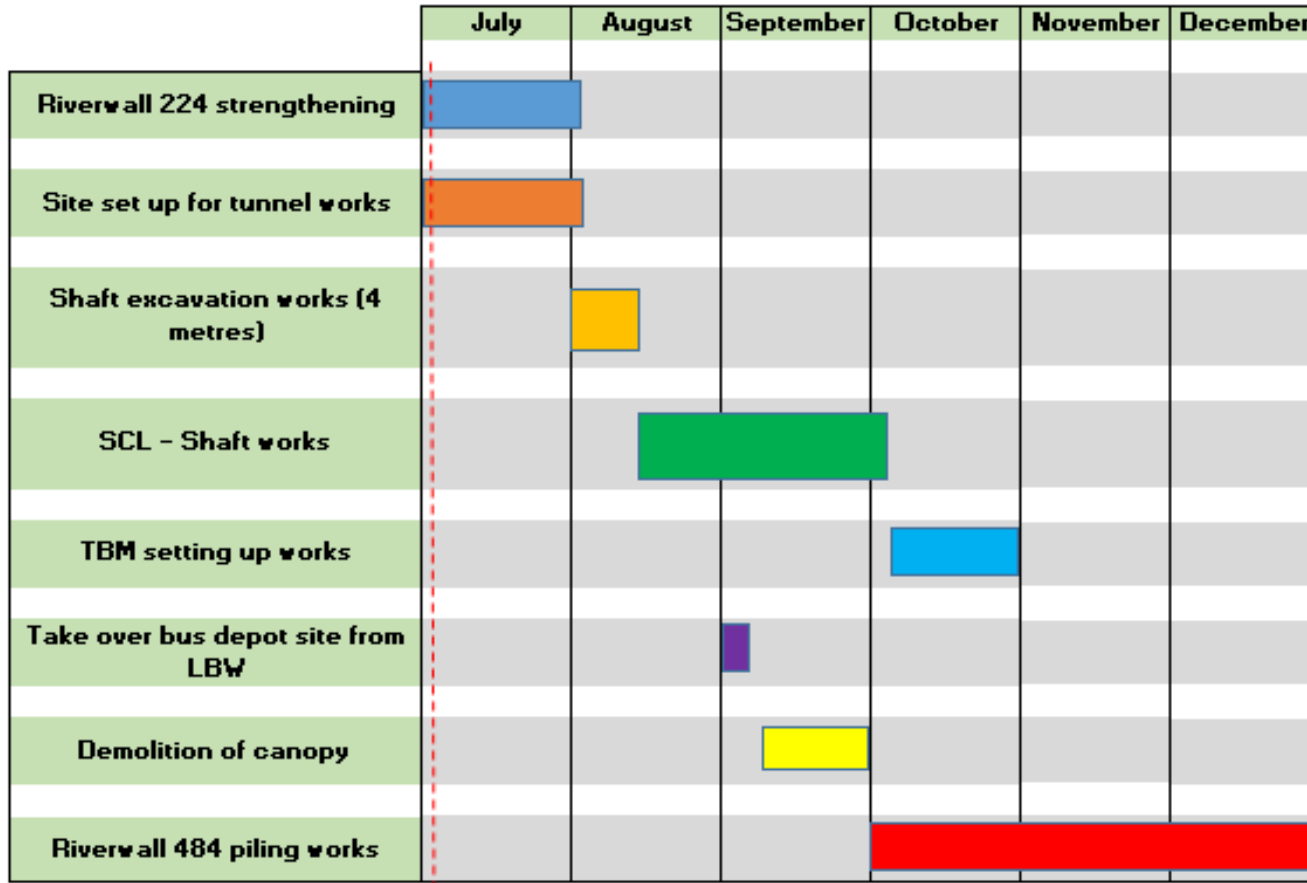 July August September October November December
Riverwall 224 strengthening
Site set up for tunnel works
Shaft excavation works (4
metres)
SCL - Shaft works
TBM setting up works
Take over bus depot site from
LBW
Demolition of canopy
Riverwall 484 piling works